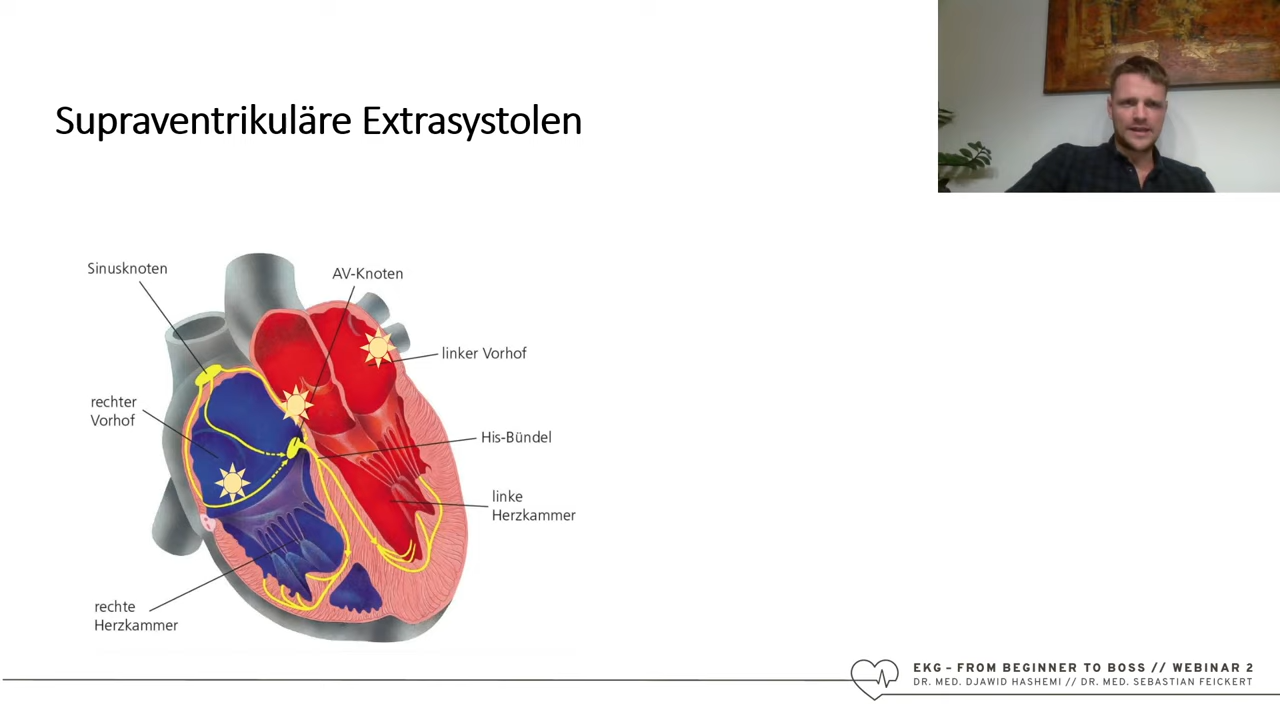 Supraventrikuläre Extrasystolen
Sinusknoten
AV-Knoten
linker Vorhof
rechter
Vorhof
His-Bündel
linke
Herzkammer
rechte
Herzkammer
EKG – FROM BEGINNER TO BOSS // WEBINAR 2
DR. MED. DJAWID HASHEMI // DR. MED. SEBASTIAN FEICKERT